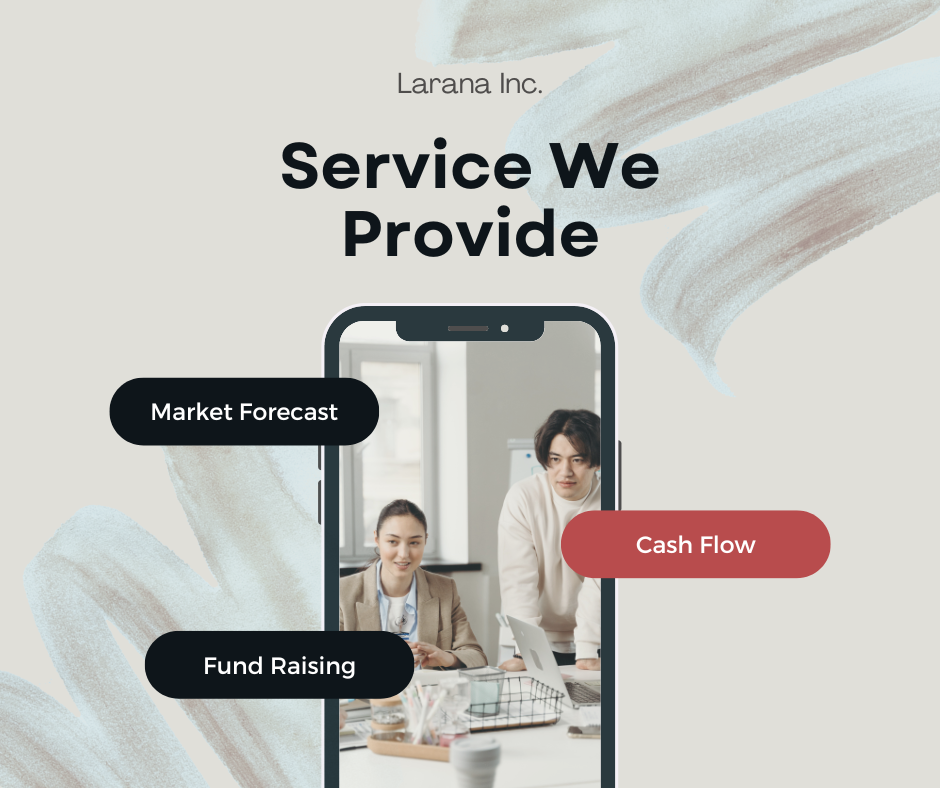 Larana Inc.
Service We
Provide
Market Forecast
Cash Flow
Fund Raising